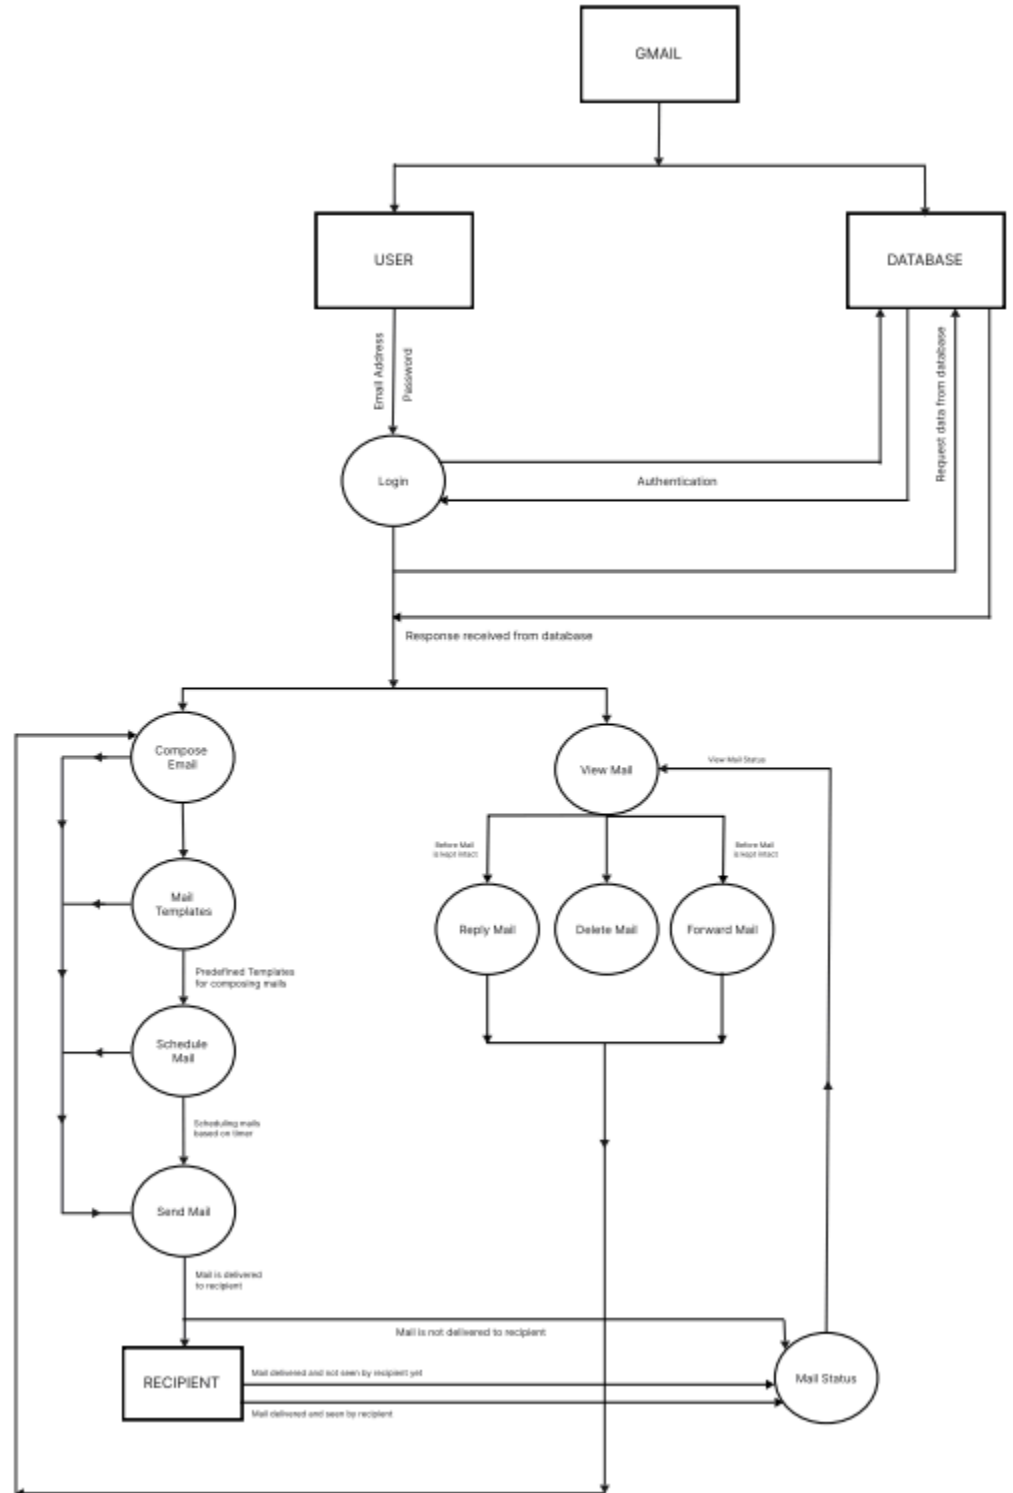 GMAIL
USER
DATABASE
Email Address
Password
Request data from database
Login
Authentication
Response received from database
Compose
Email
View Mail
View Mail Status
Before Mail
is kept intact
Before Mail
is kept intact
Mail
Templates
Reply Mail
Delete Mail
Forward Mail
Predefined Templates
for composing mails
Schedule
Mail
Scheduling mails
based on timer
Send Mail
Mail is delivered
to recipient
Mail is not delivered to recipient
RECIPIENT
Mail delivered and not seen by recipient yet
Mail delivered and seen by recipient
Mail Status